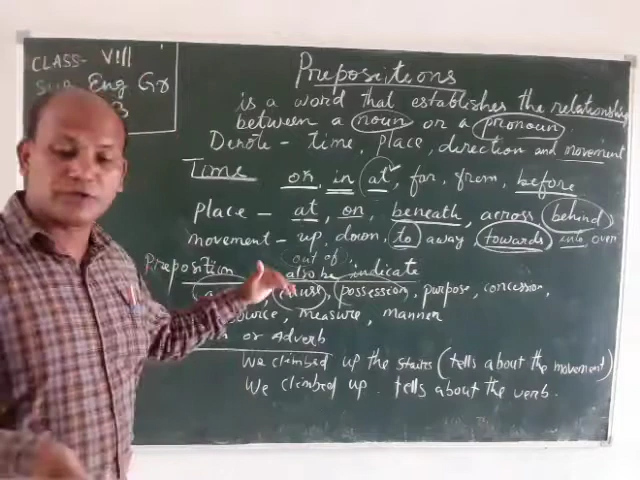 CLASS- VIII
Eng Gr
3
Prepositions
is a word that establishes the relationship
between a noun or a pronoun.
Denote - time, place, direction and movement
Time
on, in at, for, from, before
Place - at, on, beneath, across behind
movement - up, down, to away, towards into over
out of,
Preposition also be indicate
cause, possession, purpose, concession,
measure, manner
or Adverb
We climbed up the stairs (tells about the movement)
We climbed up. tells about the verb.